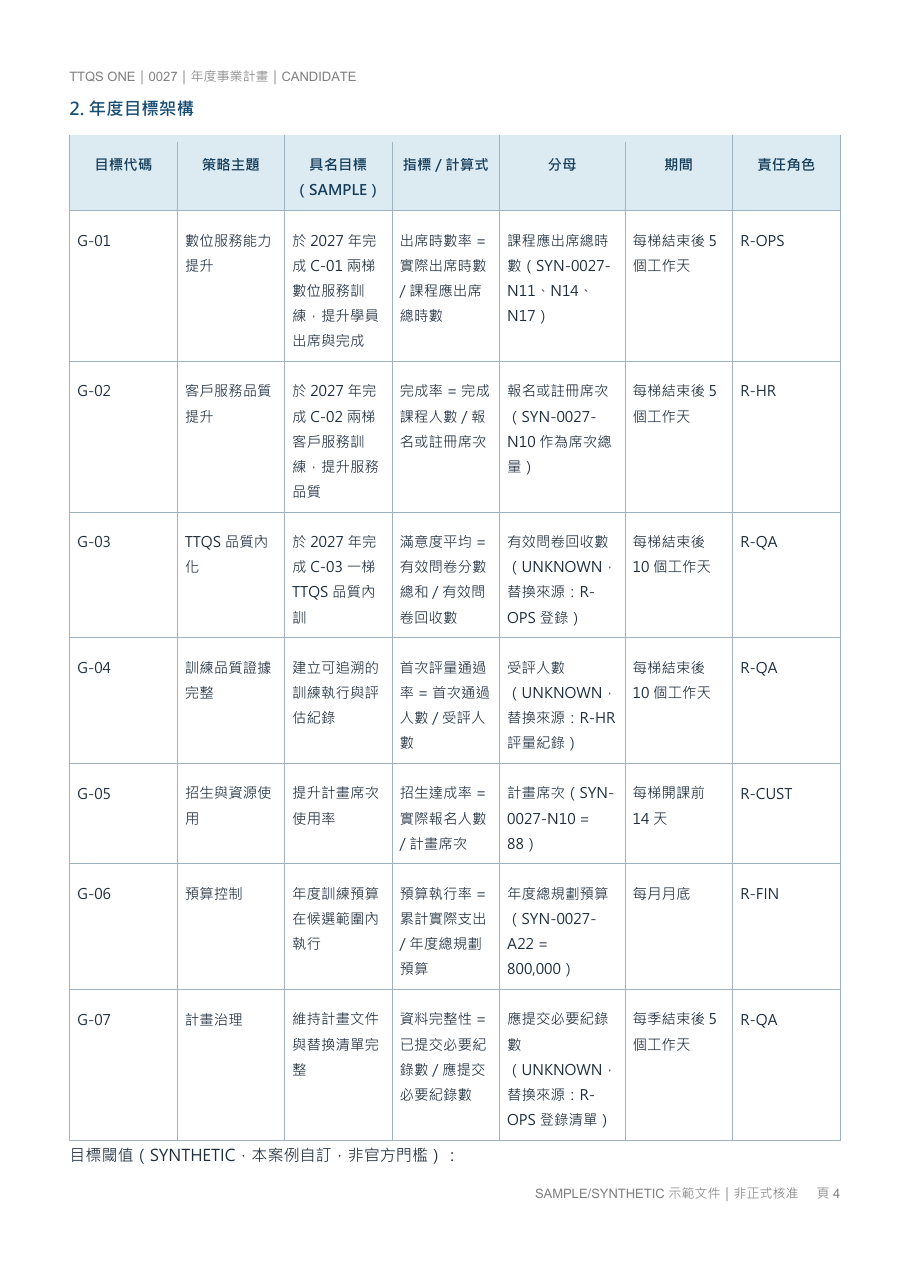 TTQS ONE｜0027｜年度事業計畫｜CANDIDATE
2. 年度目標架構
目標代碼
策略主題
具名目標
（SAMPLE）
指標 / 計算式
分母
期間
責任角色
G-01
數位服務能力
提升
於 2027 年完
成 C-01 兩梯
數位服務訓
練，提升學員
出席與完成
出席時數率 =
實際出席時數
/ 課程應出席
總時數
課程應出席總時
數（SYN-0027-
N11、N14、
N17）
每梯結束後 5
個工作天
R-OPS
G-02
客戶服務品質
提升
於 2027 年完
成 C-02 兩梯
客戶服務訓
練，提升服務
品質
完成率 = 完成
課程人數 / 報
名或註冊席次
報名或註冊席次
（SYN-0027-
N10 作為席次總
量）
每梯結束後 5
個工作天
R-HR
G-03
TTQS 品質內
化
於 2027 年完
成 C-03 一梯
TTQS 品質內
訓
滿意度平均 =
有效問卷分數
總和 / 有效問
卷回收數
有效問卷回收數
（UNKNOWN，
替換來源：R-
OPS 登錄）
每梯結束後
10 個工作天
R-QA
G-04
訓練品質證據
完整
建立可追溯的
訓練執行與評
估紀錄
首次評量通過
率 = 首次通過
人數 / 受評人
數
受評人數
（UNKNOWN，
替換來源：R-HR
評量紀錄）
每梯結束後
10 個工作天
R-QA
G-05
招生與資源使
用
提升計畫席次
使用率
招生達成率 =
實際報名人數
/ 計畫席次
計畫席次（SYN-
0027-N10 =
88）
每梯開課前
14 天
R-CUST
G-06
預算控制
年度訓練預算
在候選範圍內
執行
預算執行率 =
累計實際支出
/ 年度總規劃
預算
年度總規劃預算
（SYN-0027-
A22 =
800,000）
每月月底
R-FIN
G-07
計畫治理
維持計畫文件
與替換清單完
整
資料完整性 =
已提交必要紀
錄數 / 應提交
必要紀錄數
應提交必要紀錄
數
（UNKNOWN，
替換來源：R-
OPS 登錄清單）
每季結束後 5
個工作天
R-QA
目標閾值（SYNTHETIC，本案例自訂，非官方門檻）：
SAMPLE/SYNTHETIC 示範文件｜非正式核准 頁 4